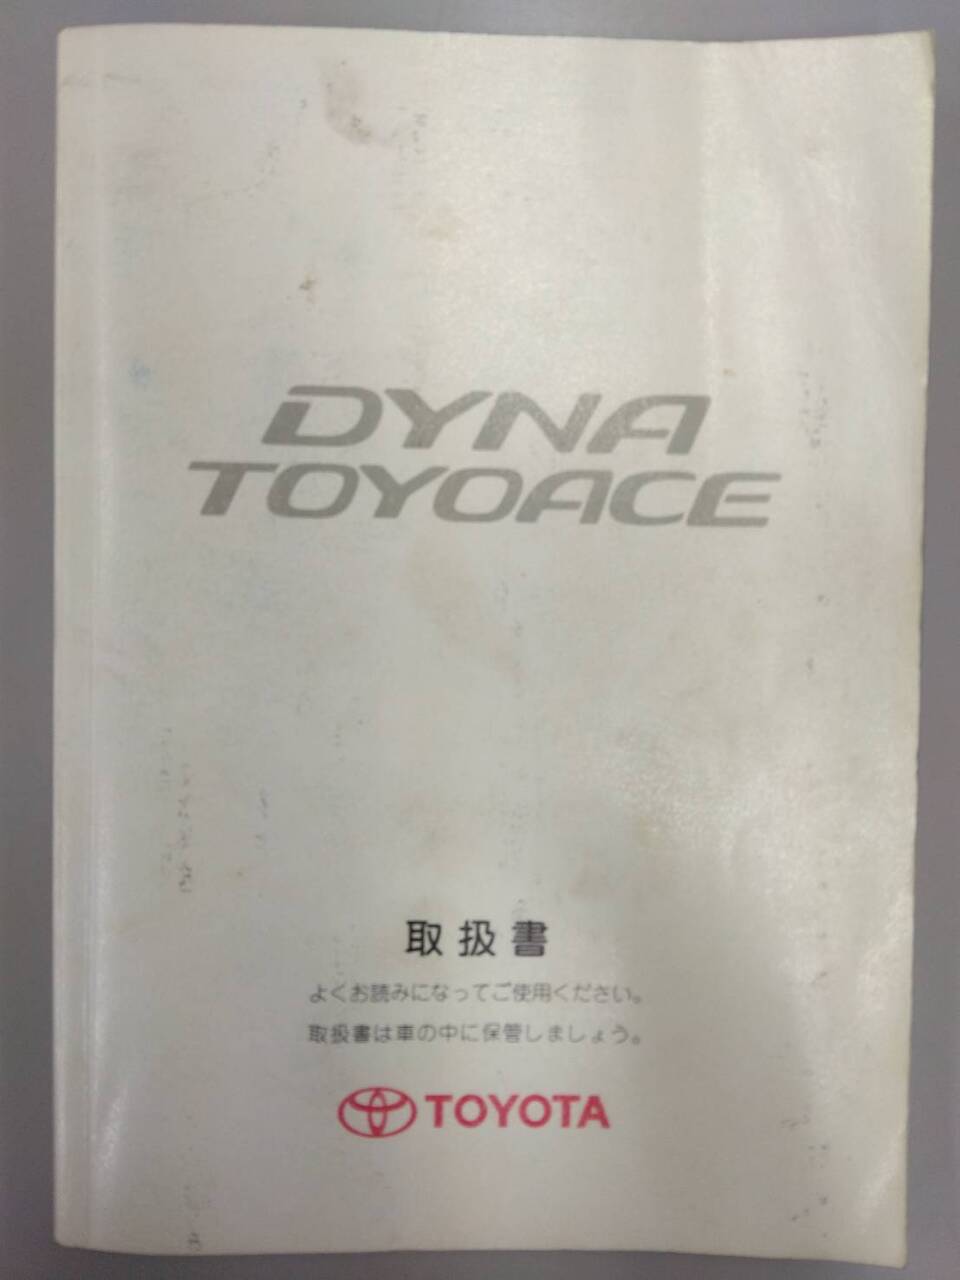 DYNA
TOYOACE
取扱書
よくお読みになってご使用ください。
取扱書は車の中に保管しましょう。
TOYOTA